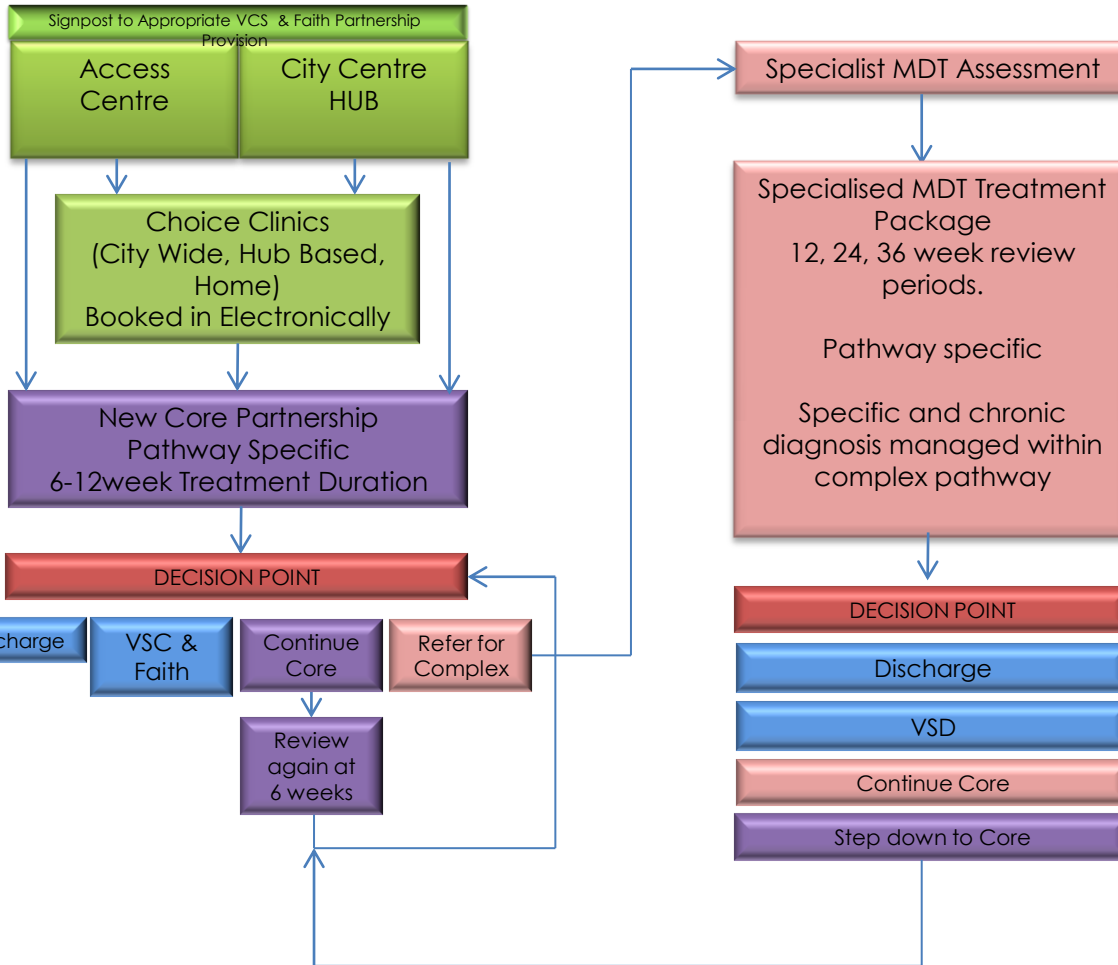 Signpost to Appropriate VCS & Faith Partnership
Provision
Access
Centre
City Centre
HUB
Choice Clinics
(City Wide, Hub Based,
Home)
Booked in Electronically
New Core Partnership
Pathway Specific
6-12week Treatment Duration
DECISION POINT
charge
VSC &
Faith
Continue
Core
Refer for
Complex
Review
again at
6 weeks
Specialist MDT Assessment
Specialised MDT Treatment
Package
12, 24, 36 week review
periods.
Pathway specific
Specific and chronic
diagnosis managed within
complex pathway
DECISION POINT
Discharge
VSD
Continue Core
Step down to Core